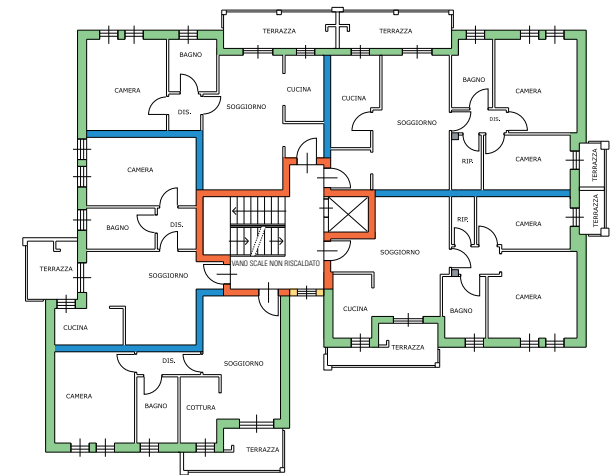 TERRAZZA TERRAZZA
BAGNO
CAMERA
CUCINA
DIS.
SOGGIORNO
CUCINA
SOGGIORNO
BAGNO
CAMERA
DIS.
CAMERA
RIP.
CAMERA
TERRAZZA
TERRAZZA
BAGNO
DIS.
RIP.
CAMERA
SOGGIORNO
VANO SCALE NON RISCALDATO
TERRAZZA
SOGGIORNO
CAMERA
CUCINA
CUCINA
BAGNO
TERRAZZA
DIS.
SOGGIORNO
CAMERA
BAGNO
COTTURA
TERRAZZA